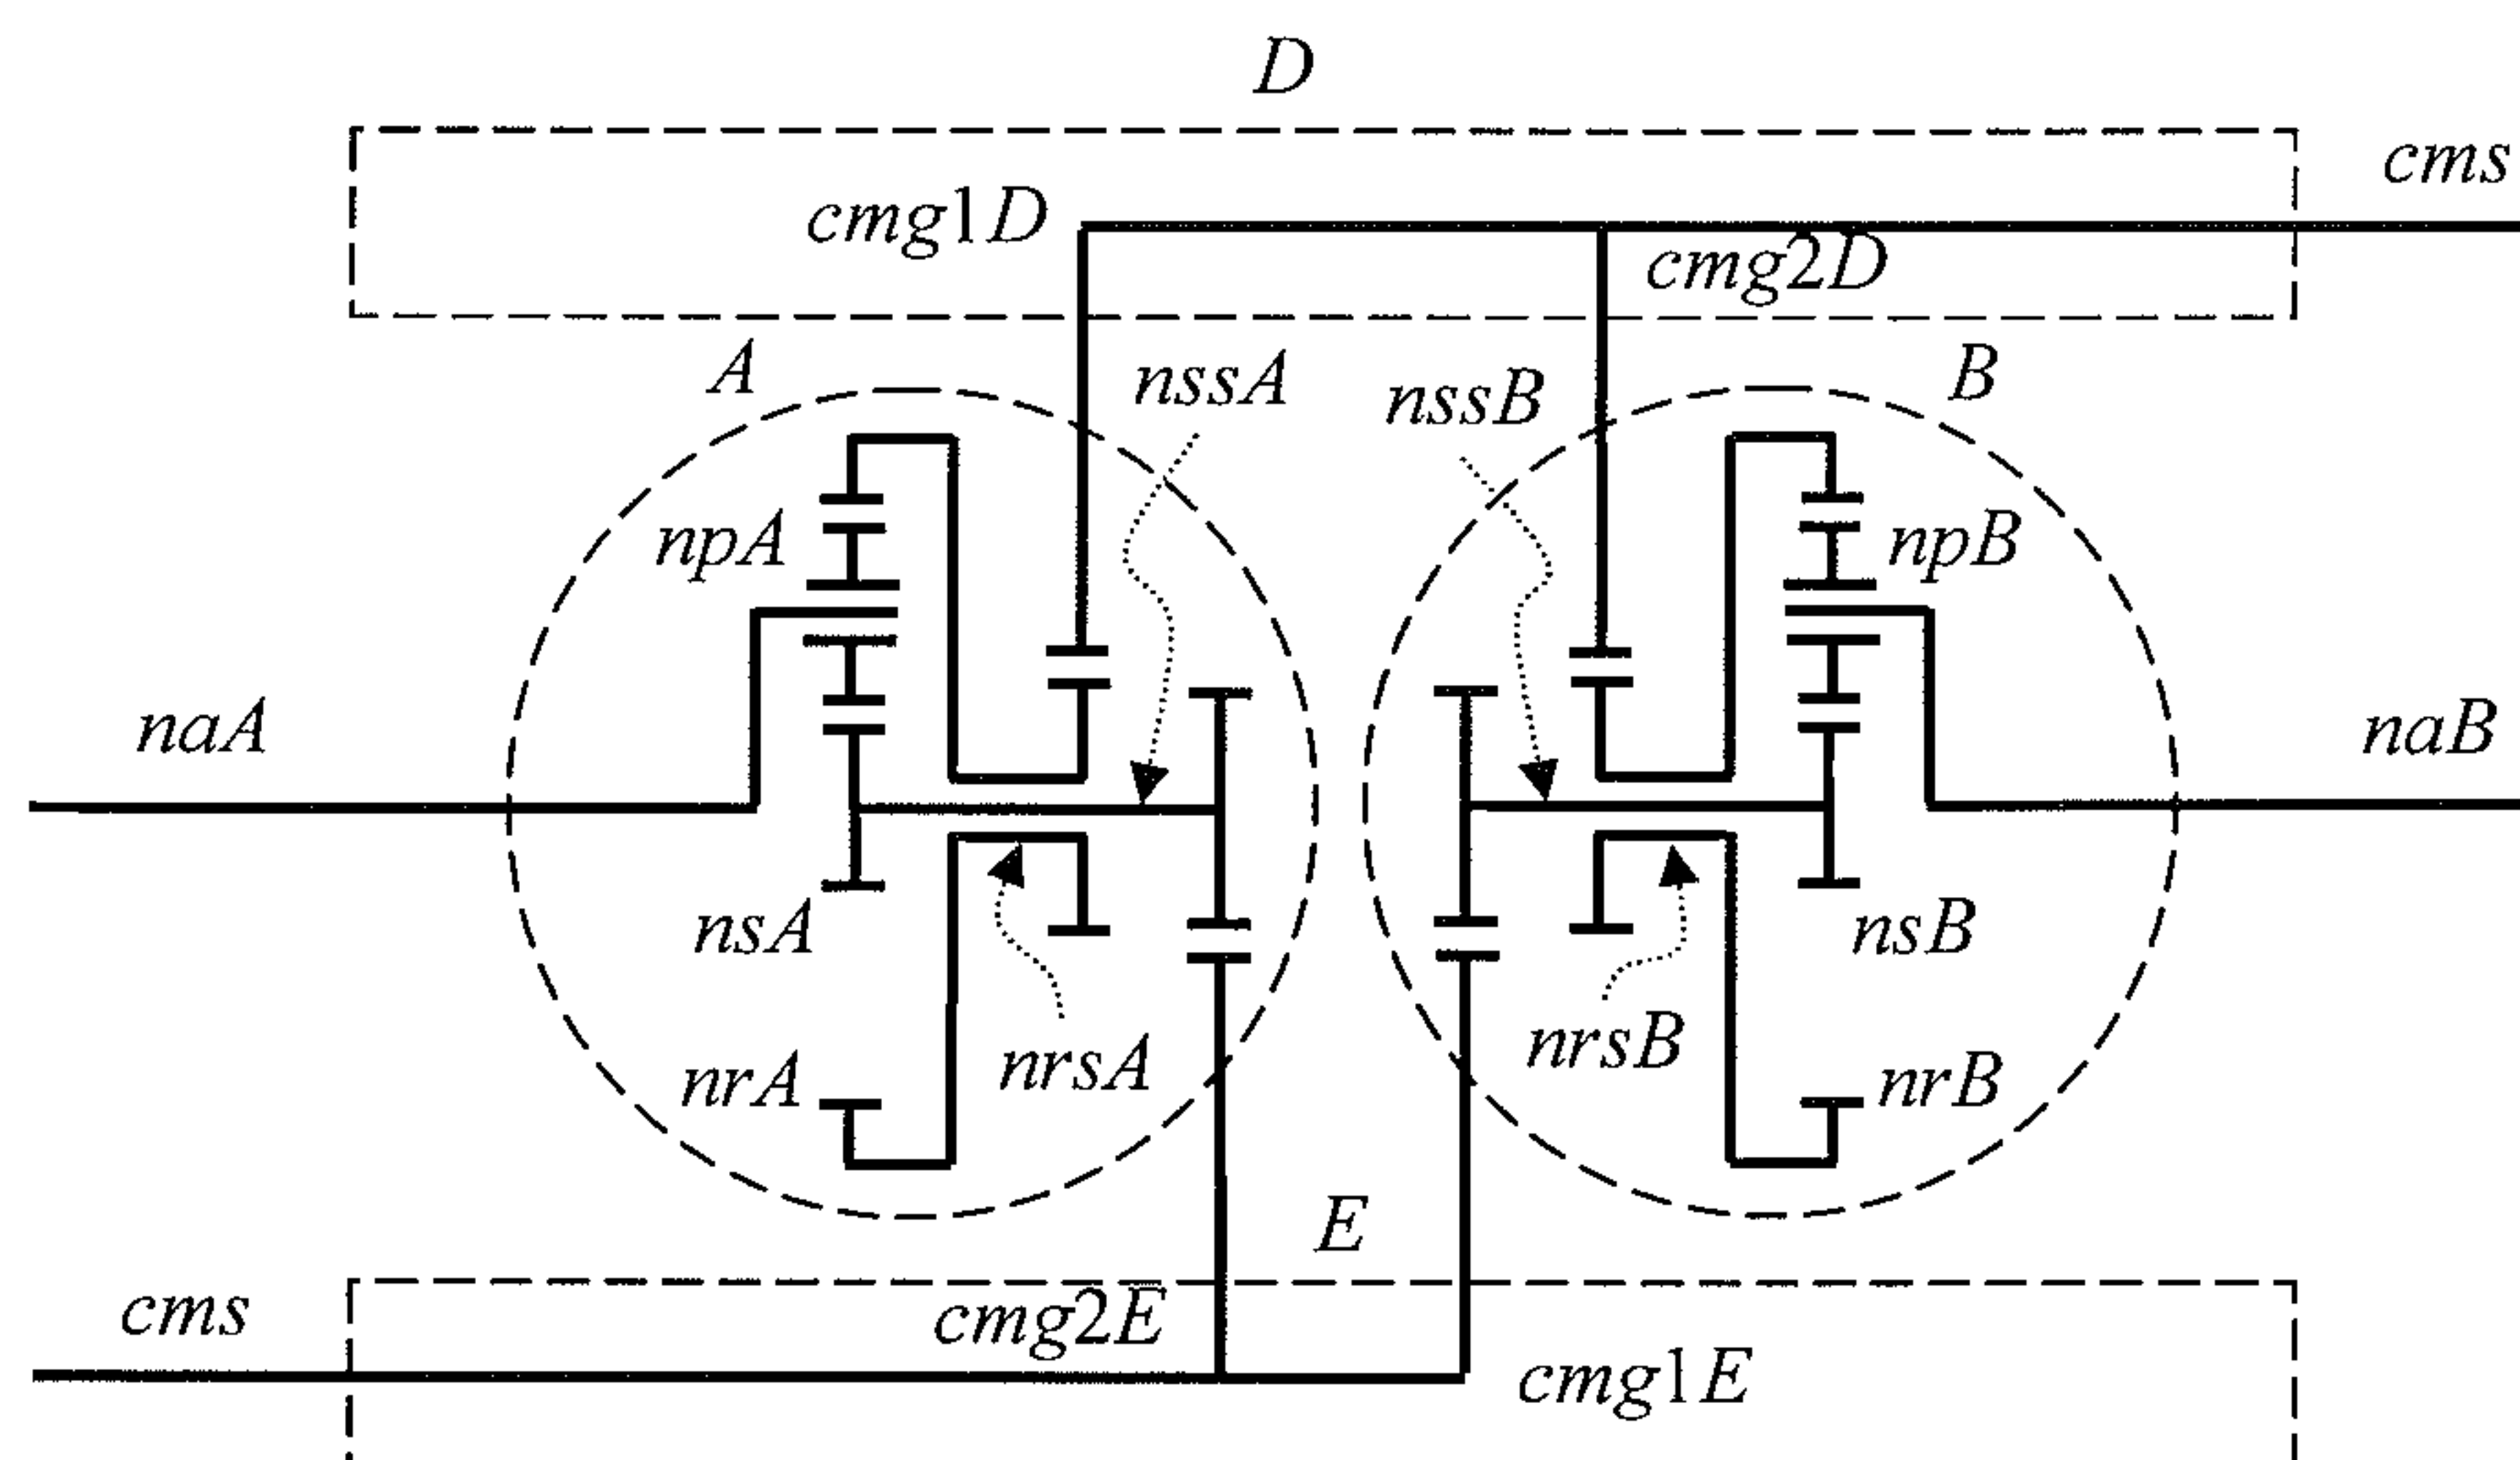 D
cms
cmg1D
cmg2D
A
nssA
nssB
B
npA
npB
naA
naB
nsA
nsB
nrsA
nrsB
nrA
nrB
E
cms
cmg2E
cmg1E